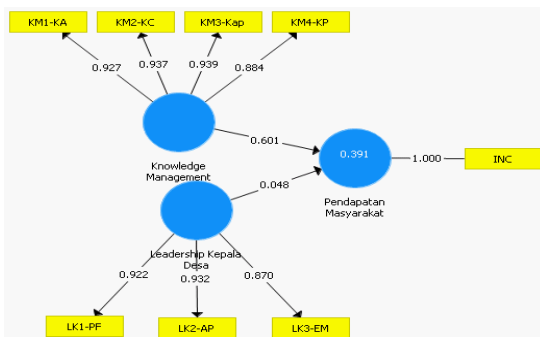 KM1-KA
KM2-KC
KM3-Kap
KM4-KP
0.927
0.937
0.939
0.884
0.601
0.391
1.000
INC
Knowledge
Management
0.048
Pendapatan
Masyarakat
Leadership Kepala
Desa
0.922
0.932
0.870
LK1-PF
LK2-AP
LK3-EM